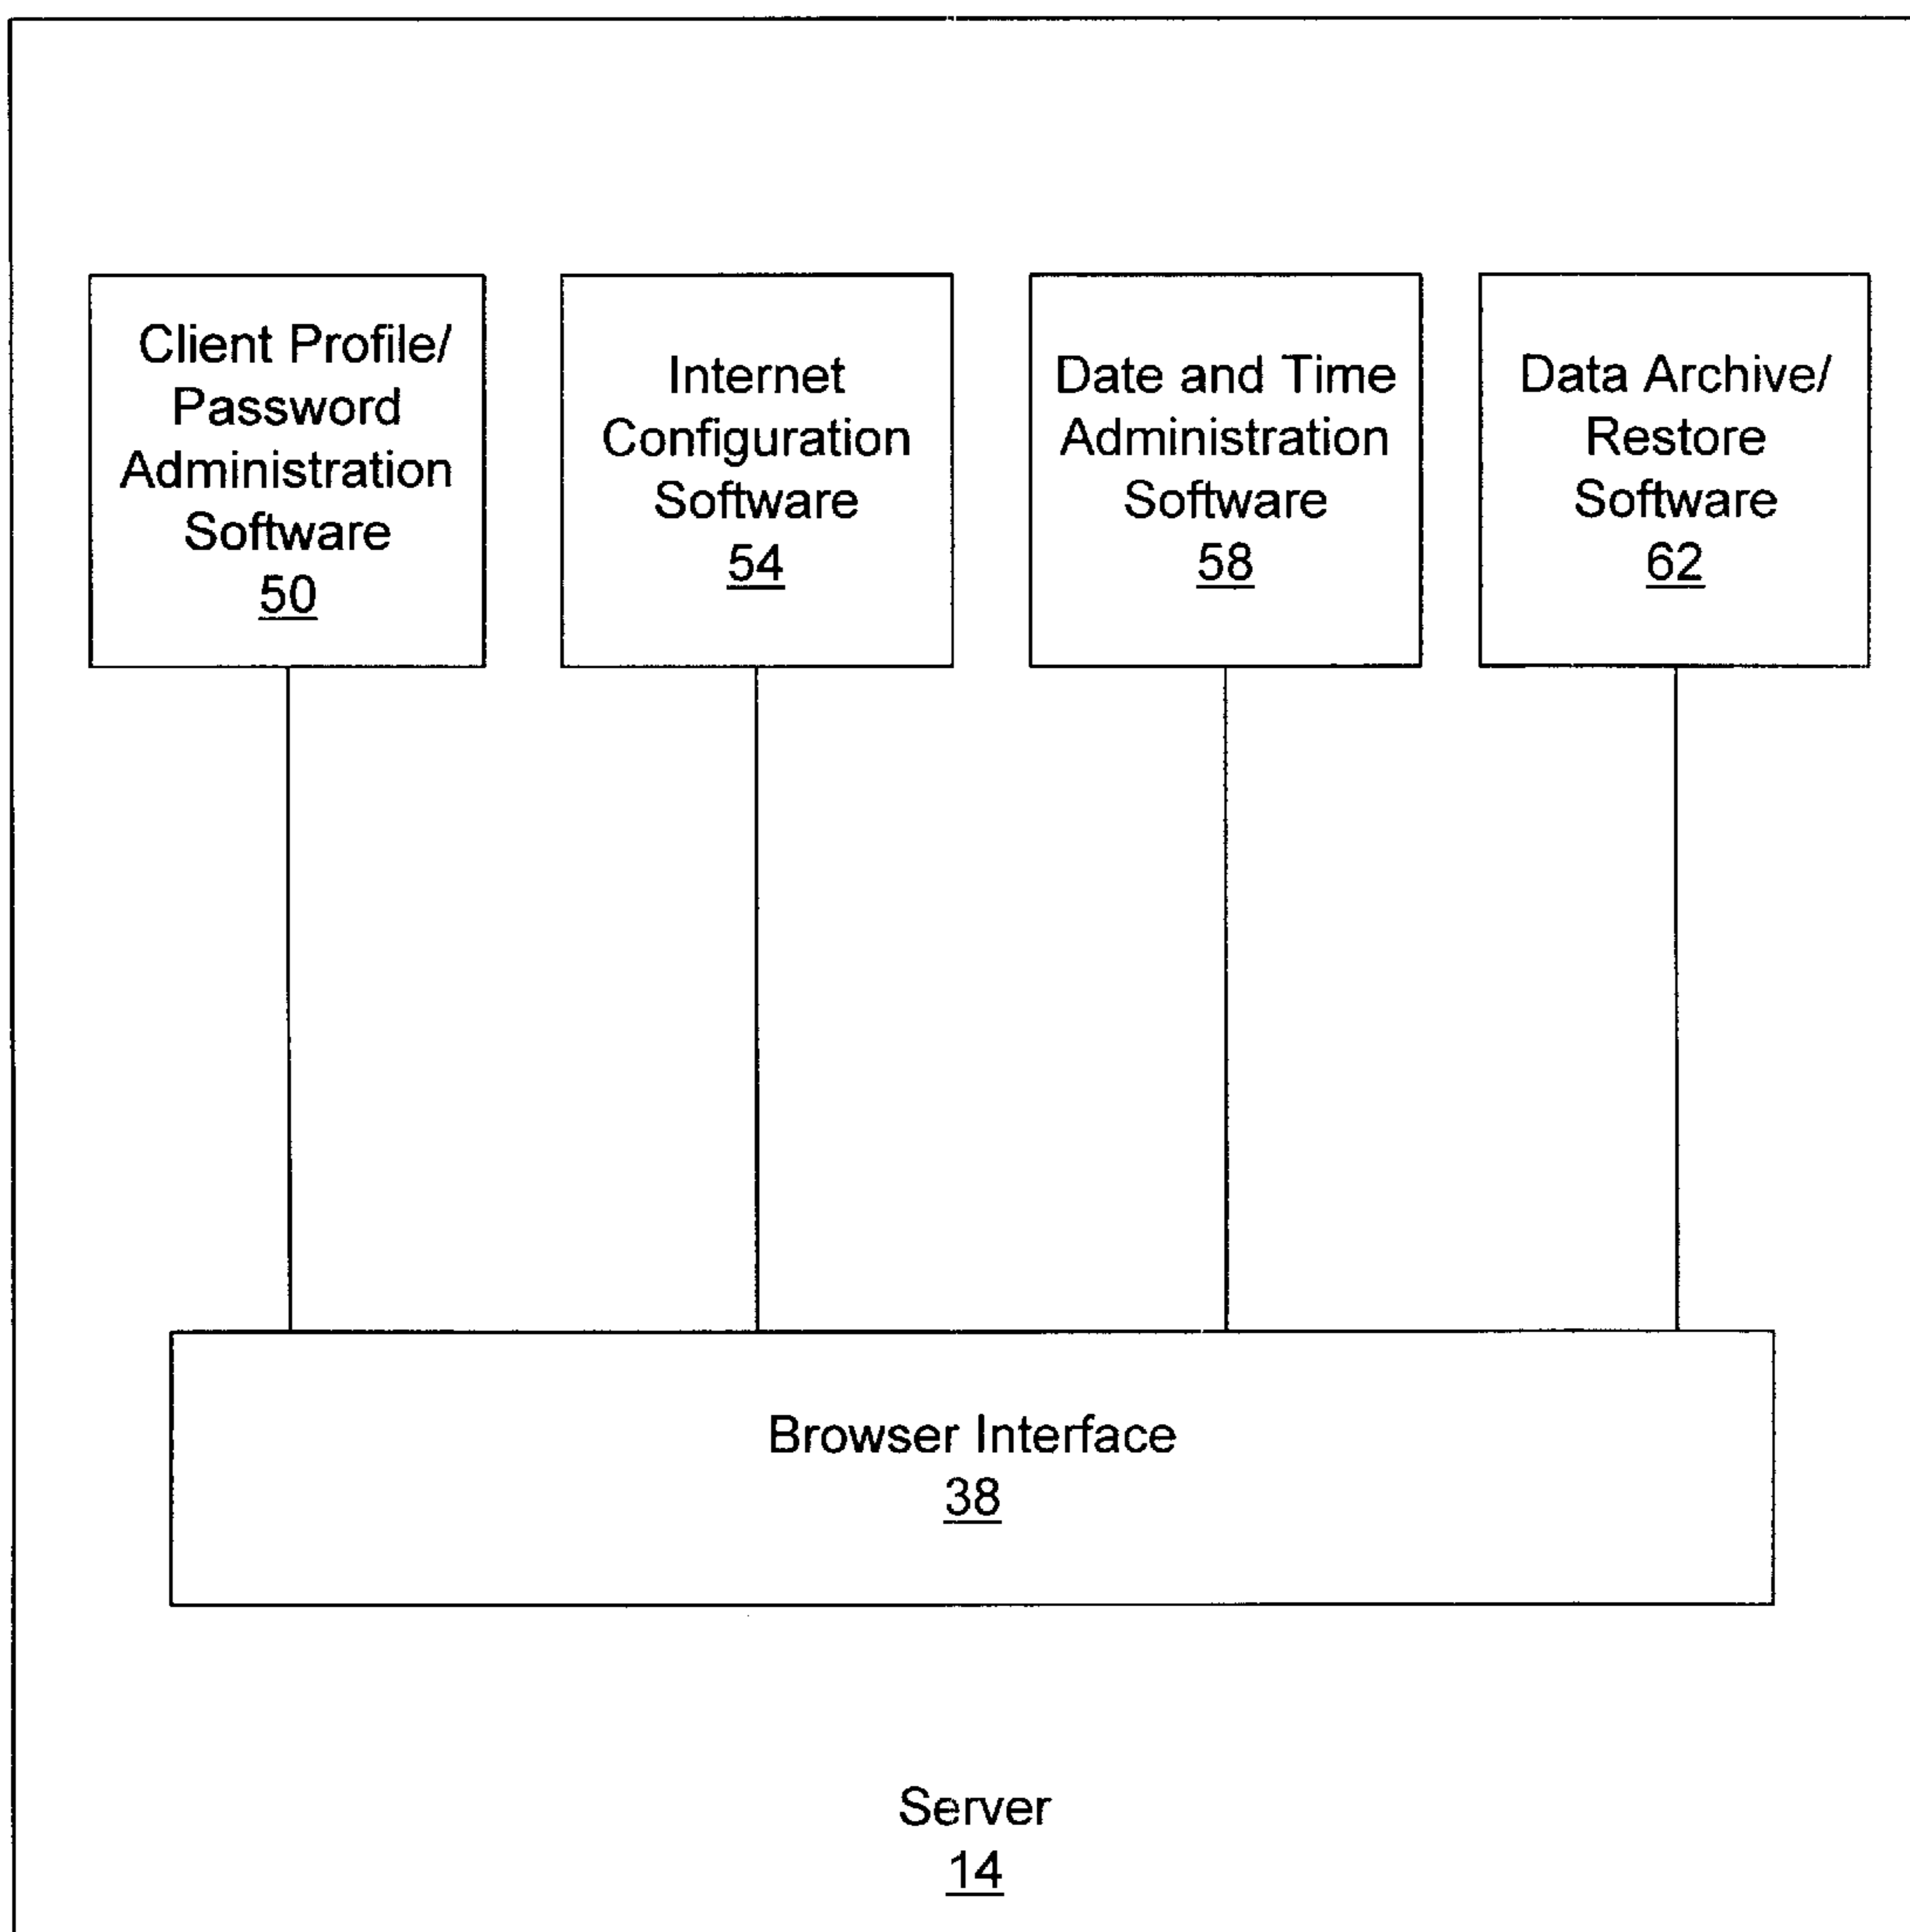 Client Profile/
Password
Administration
Software
50
Internet
Configuration
Software
54
Date and Time
Administration
Software
58
Data Archive/
Restore
Software
62
Browser Interface
38
Server
14